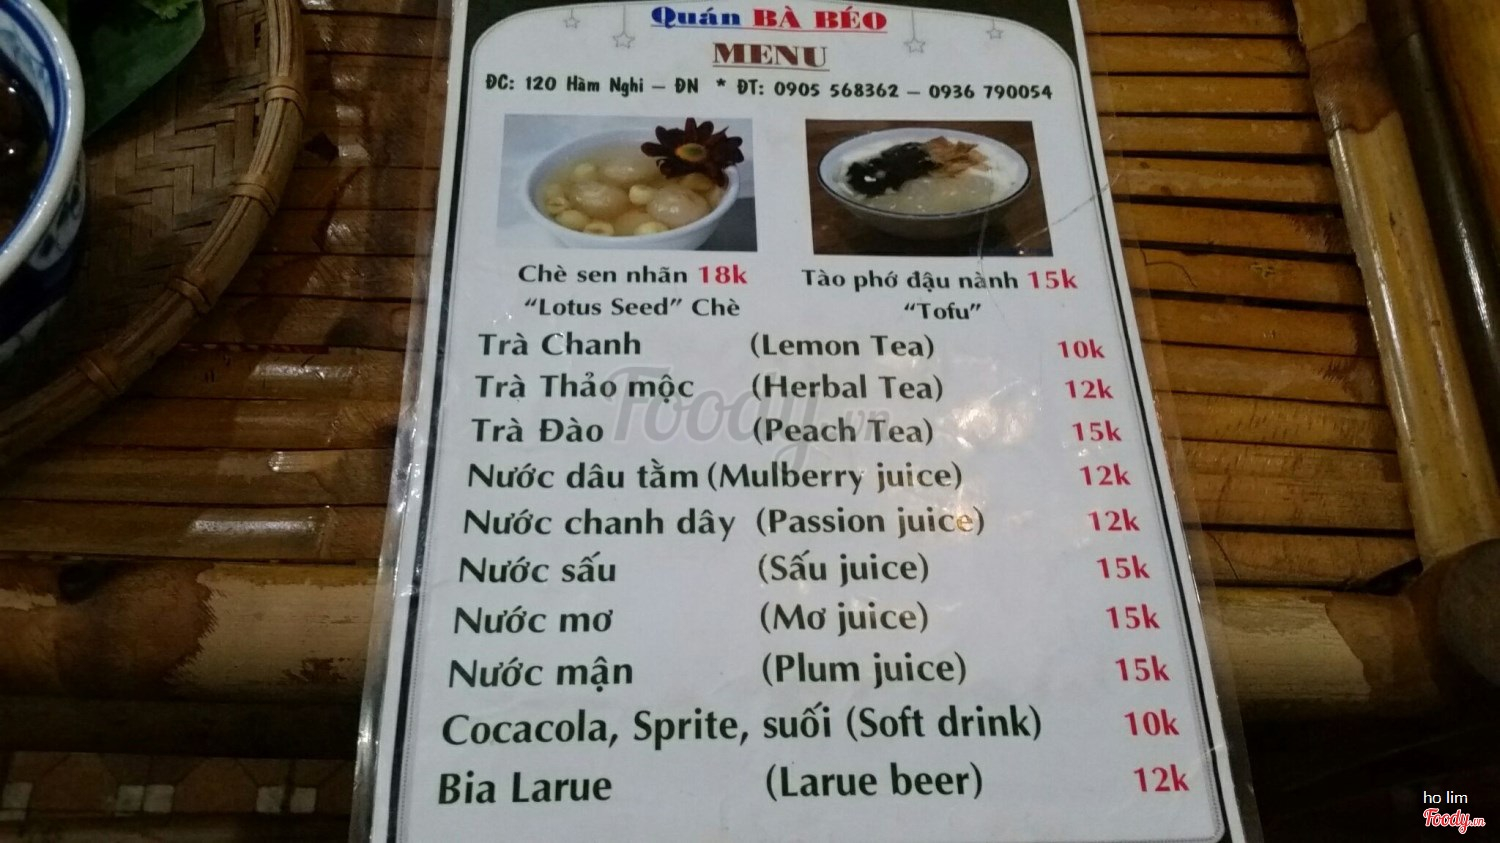 Quán BÀ BÉO
MENU
ĐC: 120 Hàm Nghi – ĐN * ĐT: 0905 568362 – 0936 790054
Chè sen nhãn 18k
“Lotus Seed” Chè
Tào phớ đậu nành 15k
“Tofu”
Trà Chanh (Lemon Tea) 10k
Trà Thảo mộc (Herbal Tea) 12k
Trà Đào (Peach Tea) 15k
Nước dâu tằm (Mulberry juice) 12k
Nước chanh dây (Passion juice) 12k
Nước sấu (Sấu juice) 15k
Nước mơ (Mơ juice) 15k
Nước mận (Plum juice) 15k
Cocacola, Sprite, suối (Soft drink) 10k
Bia Larue (Larue beer) 12k
Foody.vn
ho lim
Foody.vn